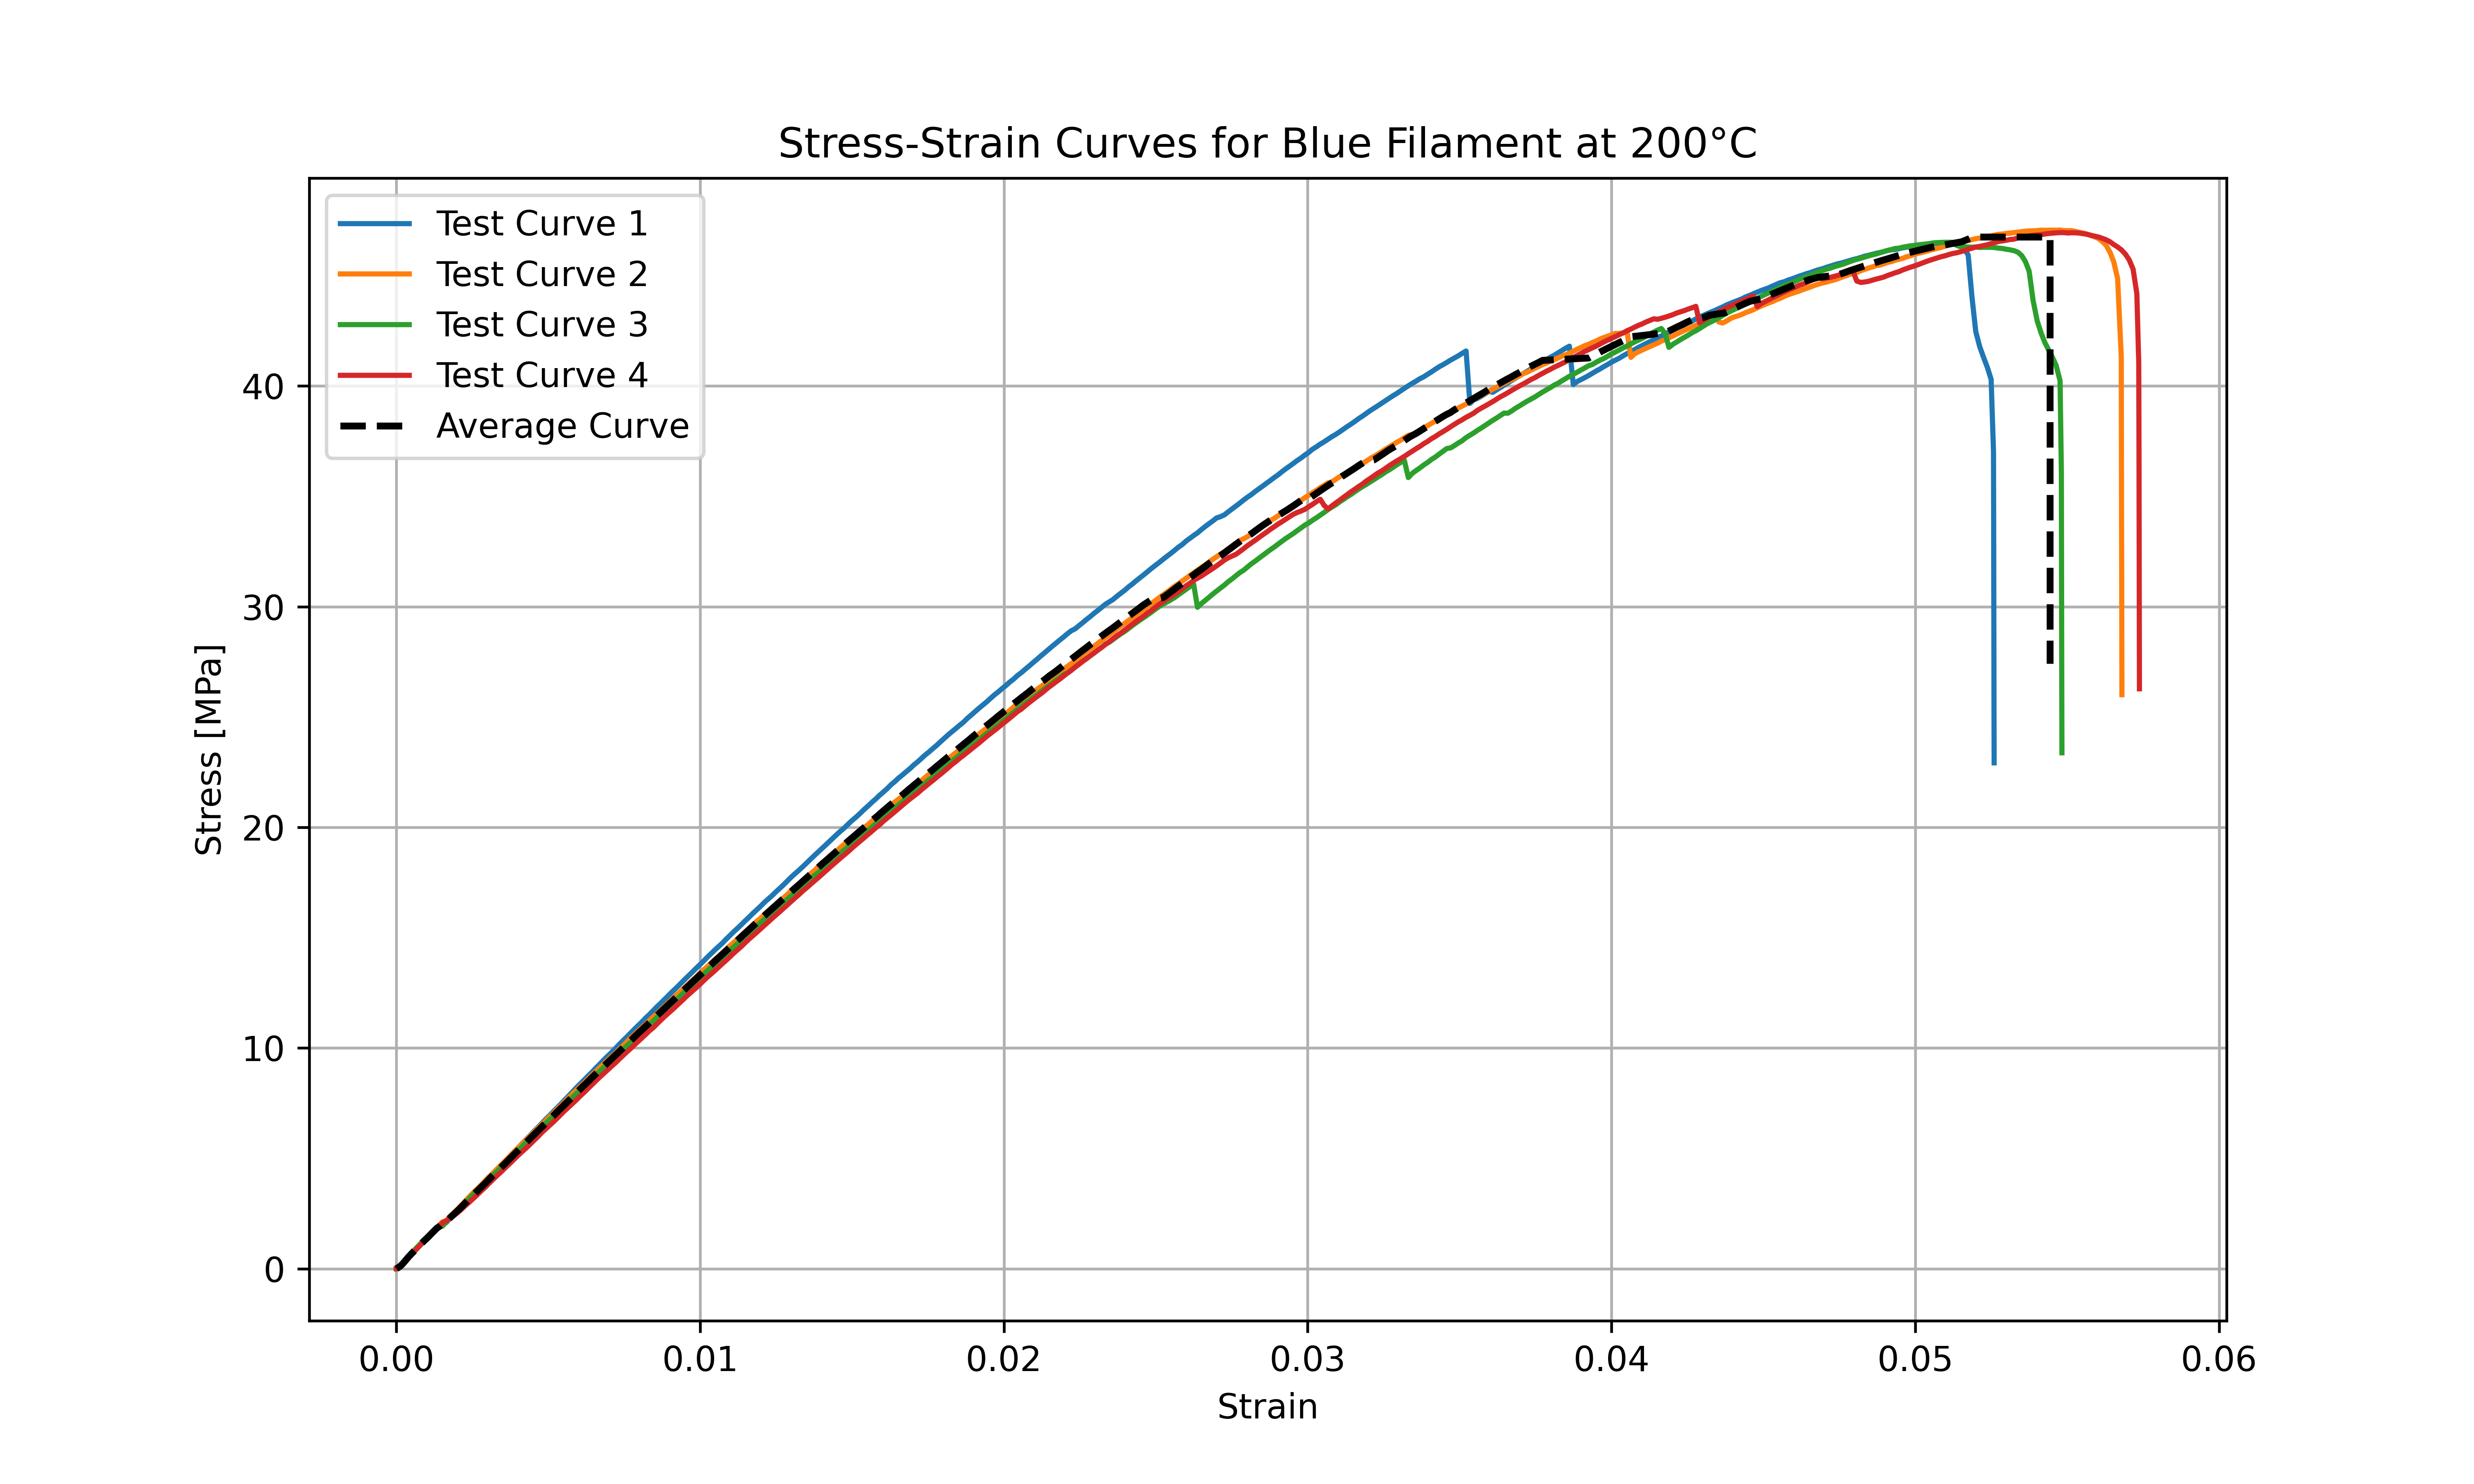 Stress-Strain Curves for Blue Filament at 200°C
Test Curve 1
Test Curve 2
Test Curve 3
Test Curve 4
Average Curve
Stress [MPa]
40
30
20
10
0
0.00 0.01 0.02 0.03 0.04 0.05 0.06
Strain